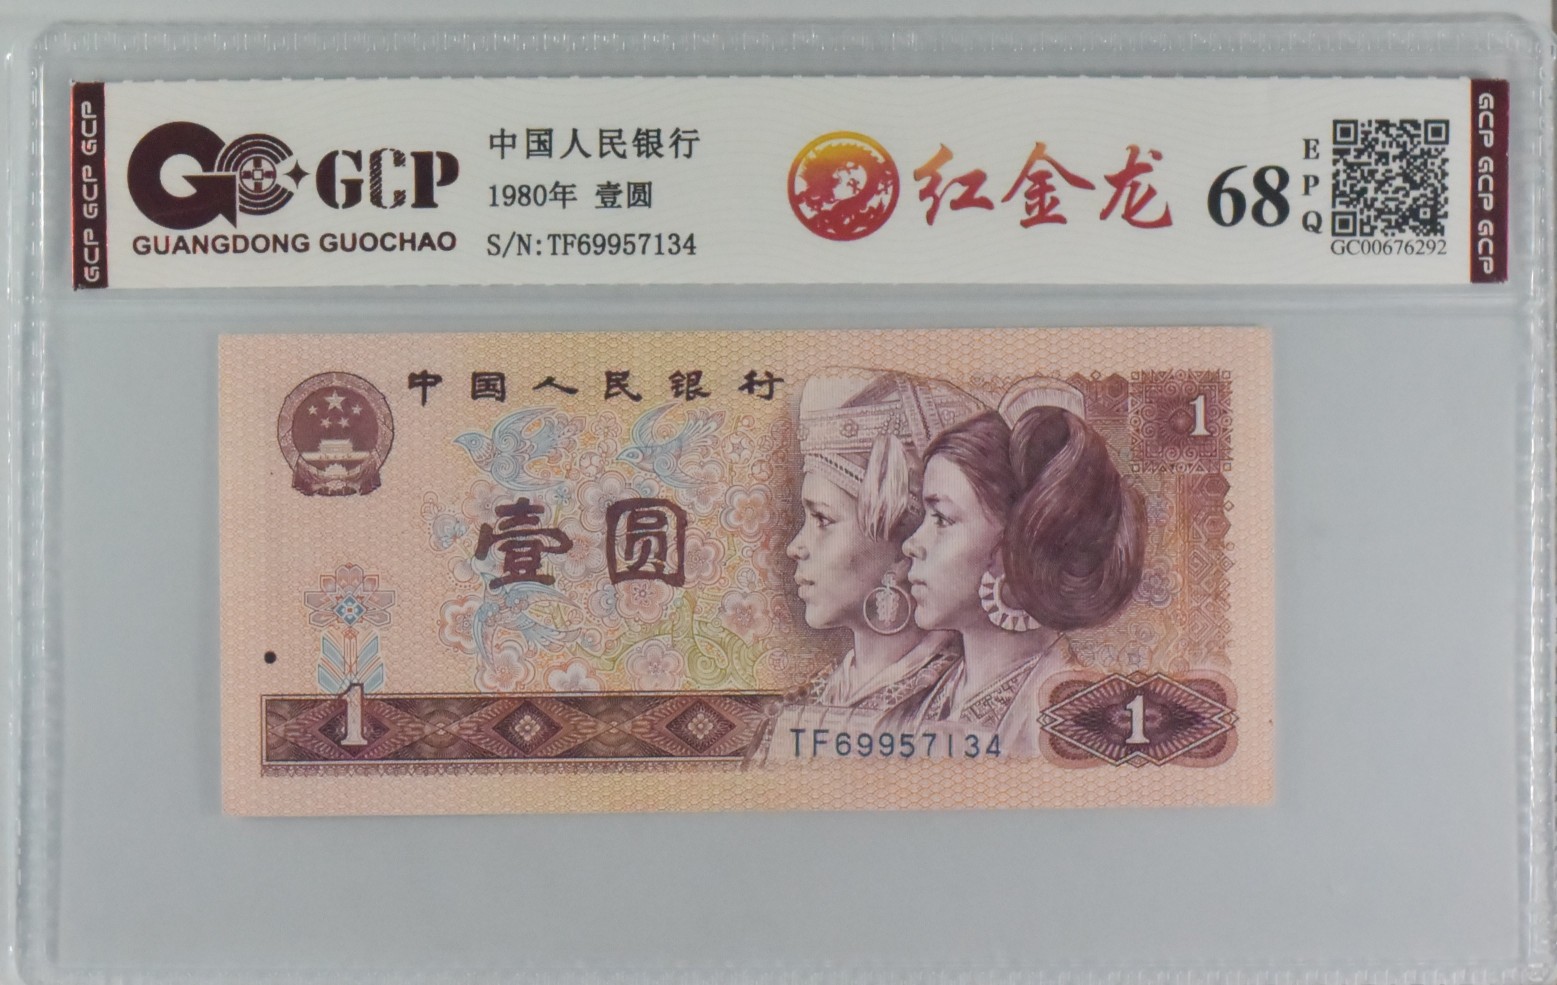 GCP GCP GCP
GCP
GUANGDONG GUOCHAO
中国人民银行
1980年 壹圆
S/N:TF69957134
红金龙
68
EPQ
GC00676292
GCP GCP GCP
中国人民银行
1
壹圆
1
TF69957134
1